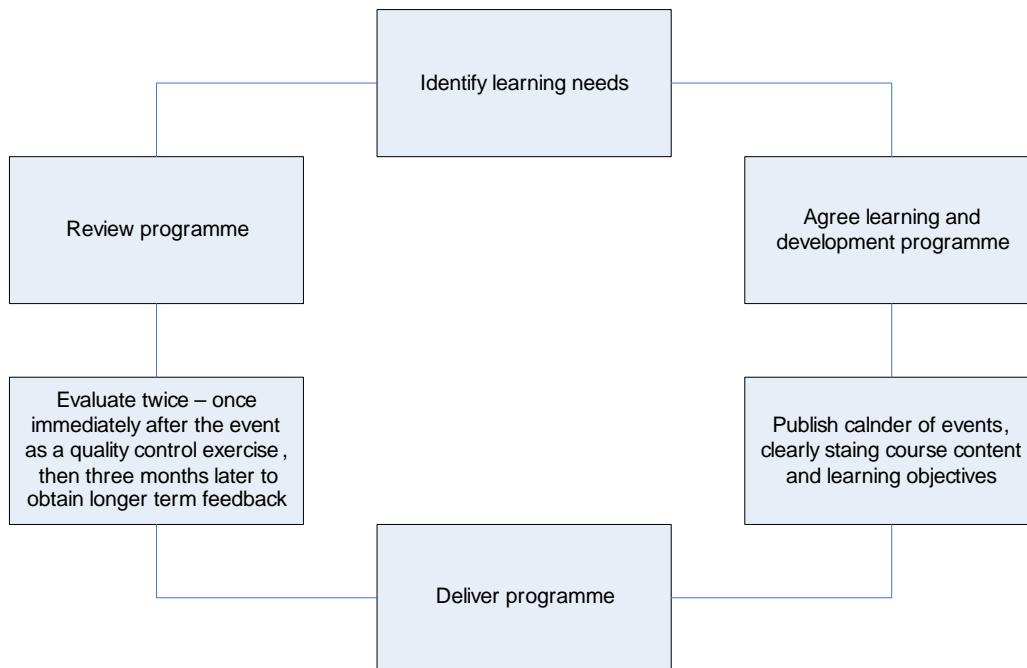 Identify learning needs
Review programme
Agree learning and
development programme
Evaluate twice – once
immediately after the event
as a quality control exercise,
then three months later to
obtain longer term feedback
Publish calnder of events,
clearly staing course content
and learning objectives
Deliver programme